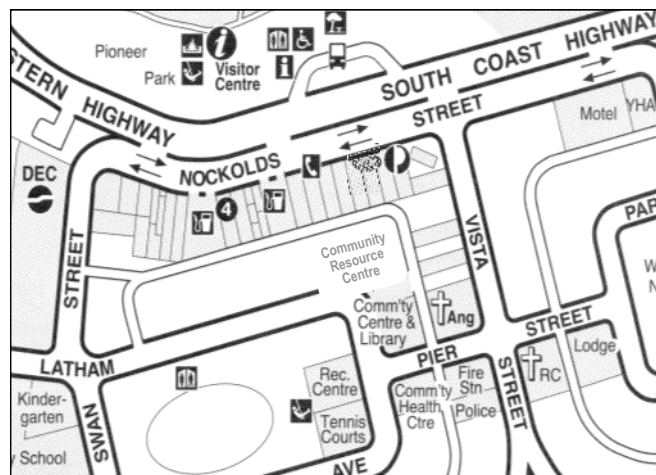 Pioneer
Park
Visitor
Centre
SOUTH COAST HIGHWAY
STERN HIGHWAY
NOCKOLDS STREET
Motel
YHA
DEC
4
STREET
VISTA
PAR
Community
Resource
Centre
Comm'ty
Centre &
Library
Ang
W
N
LATHAM
PIER STREET
Rec.
Centre
Fire
Stn
RC
Lodge
Kinder-
garten
SWAN
Comm'ty
Health
Ctre
Police
STREET
Tennis
Courts
y School
AVE